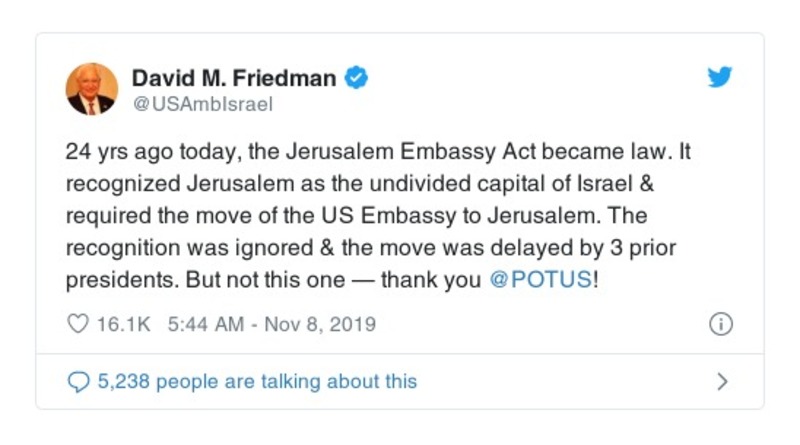 David M. Friedman
@USAmbIsrael
24 yrs ago today, the Jerusalem Embassy Act became law. It
recognized Jerusalem as the undivided capital of Israel &
required the move of the US Embassy to Jerusalem. The
recognition was ignored & the move was delayed by 3 prior
presidents. But not this one — thank you @POTUS!
16.1K 5:44 AM - Nov 8, 2019
5,238 people are talking about this